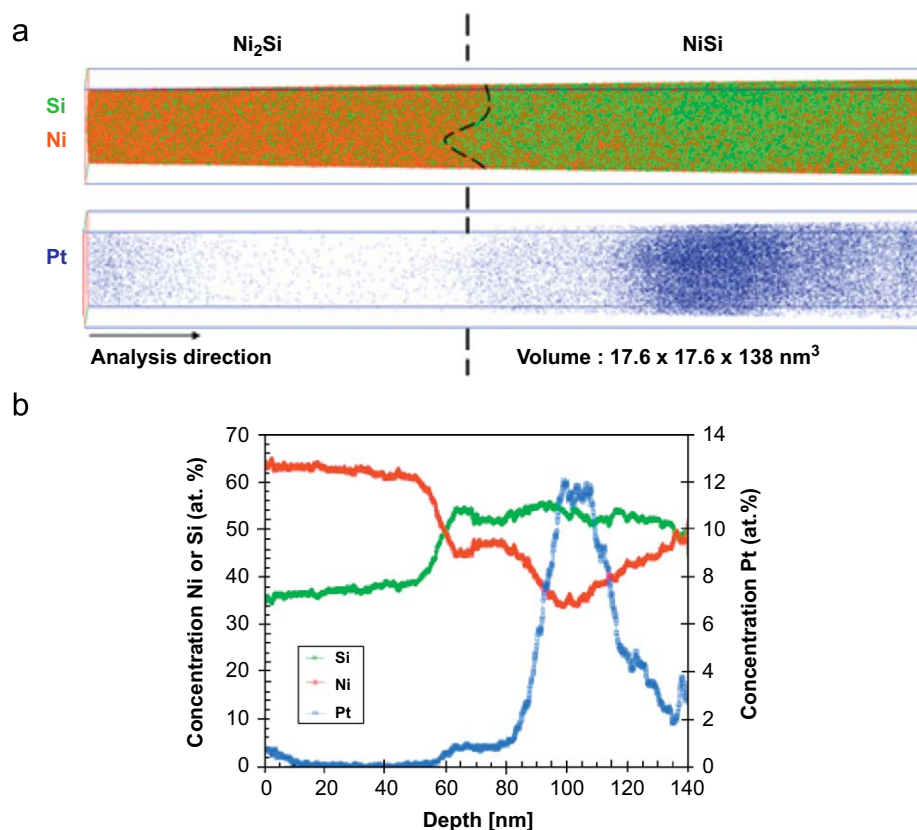 a
Ni₂Si
NiSi
Si
Ni
Pt
Analysis direction
Volume : 17.6 x 17.6 x 138 nm³
b
Concentration Ni or Si (at. %)
70
60
50
40
30
20
10
0
14
12
10
8
6
4
2
0
Concentration Pt (at.%)
Si
Ni
Pt
0
20
40
60
80
100
120
140
Depth [nm]